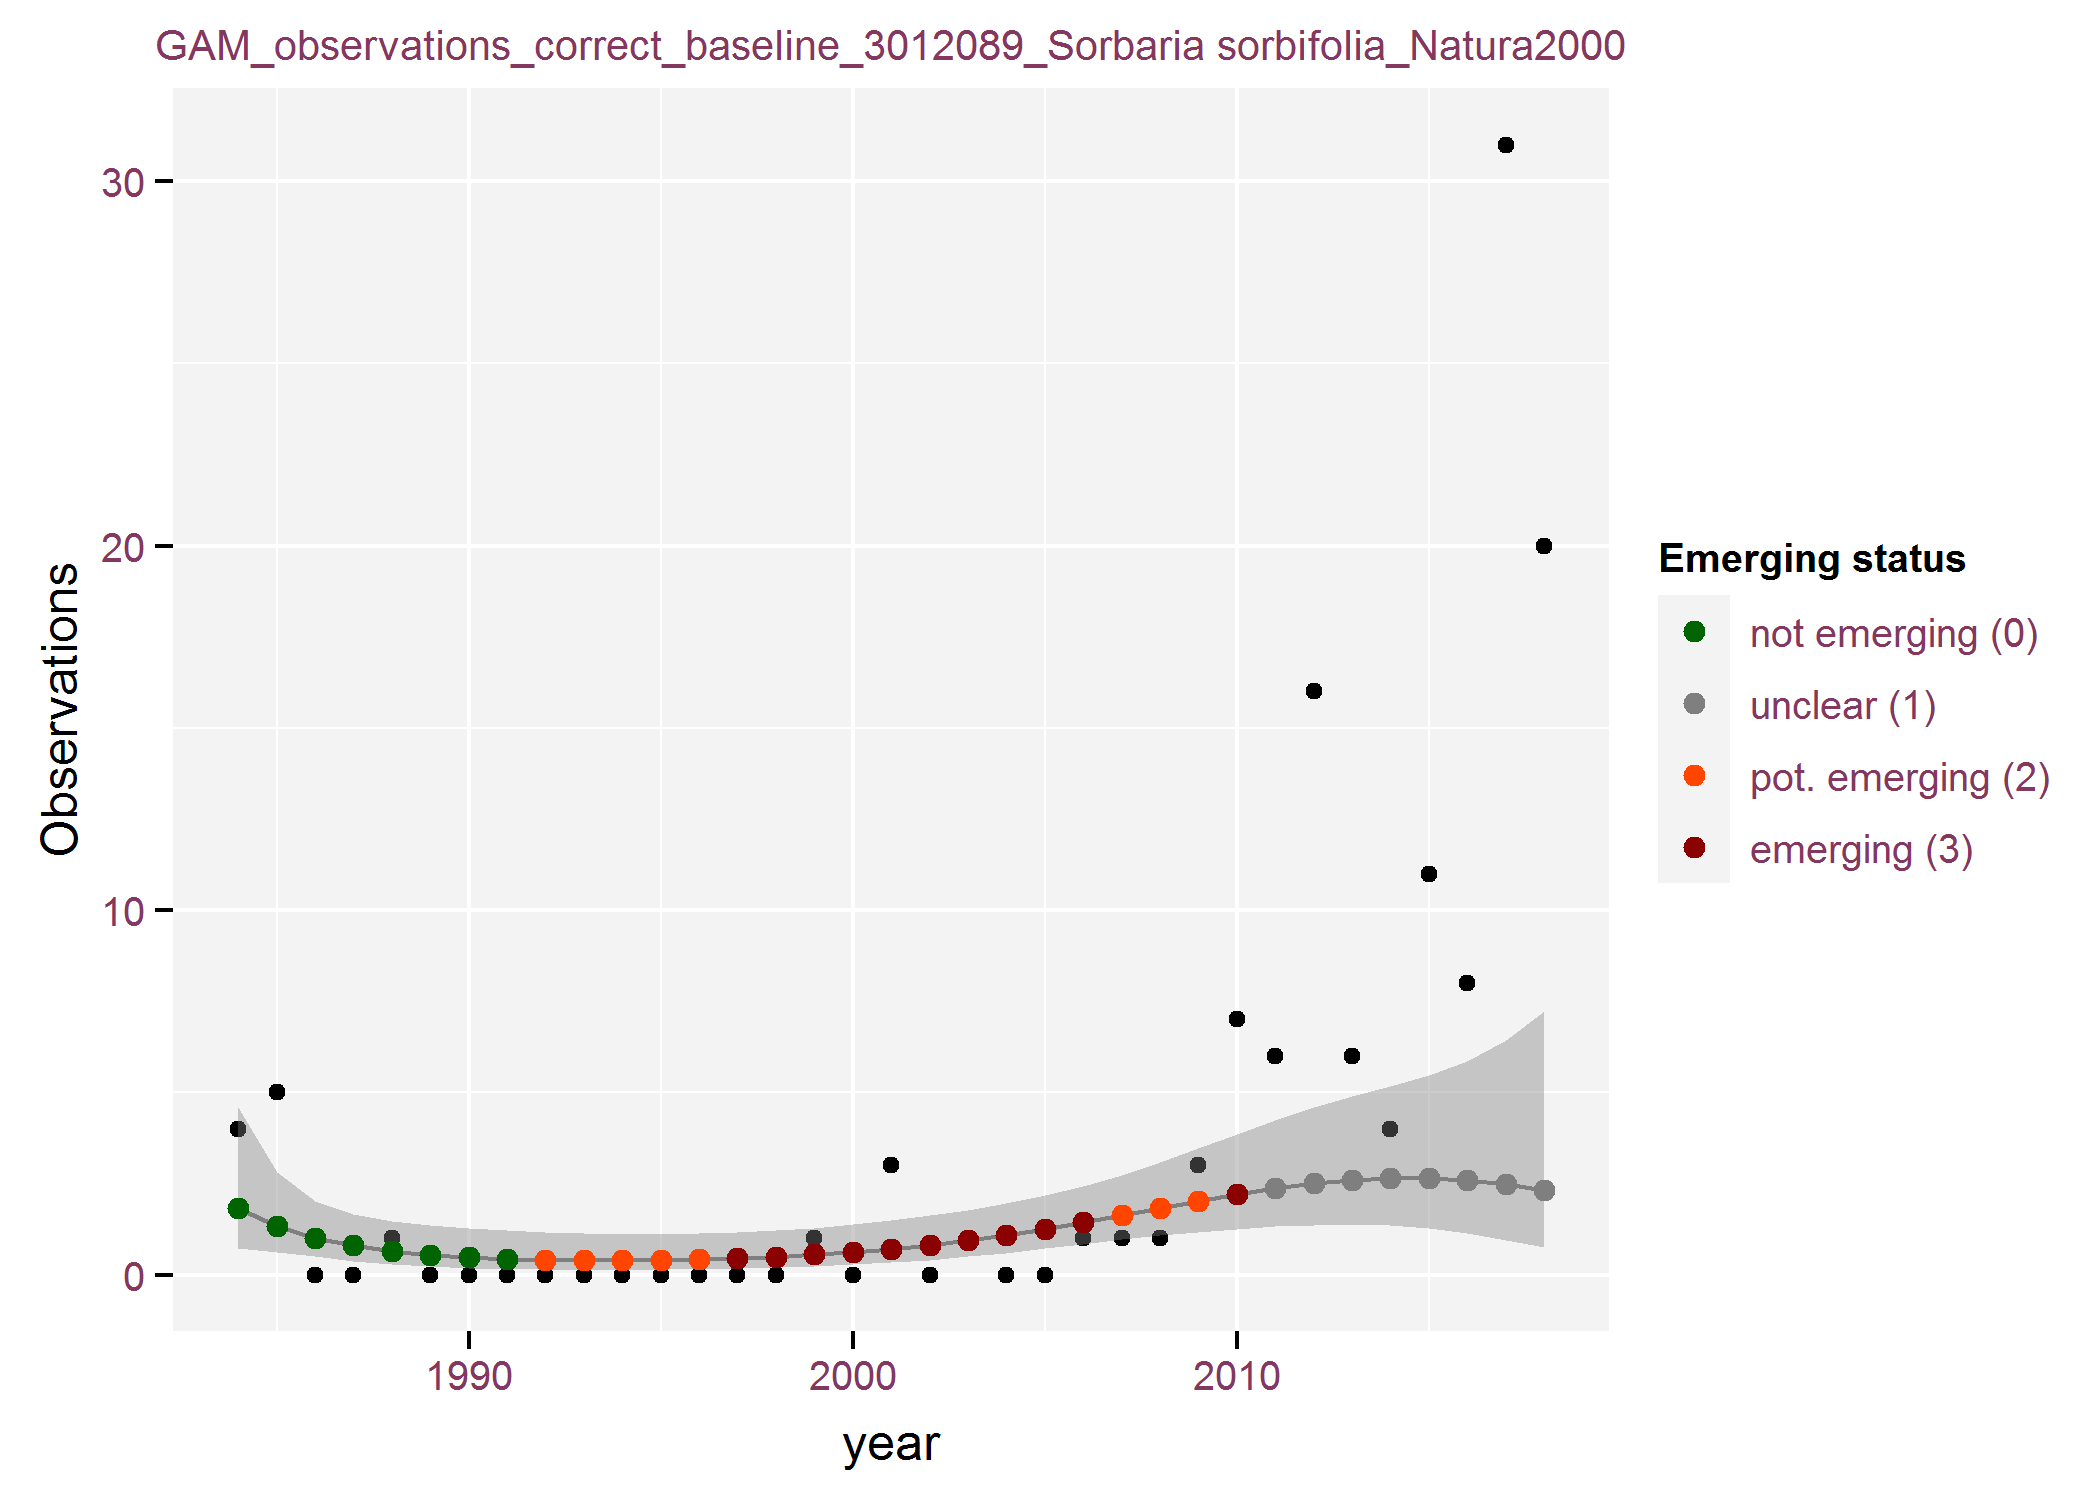 GAM_observations_correct_baseline_3012089_Sorbaria sorbifolia_Natura2000
30
20
10
0
Observations
1990 2000 2010
year
Emerging status
not emerging (0)
unclear (1)
pot. emerging (2)
emerging (3)